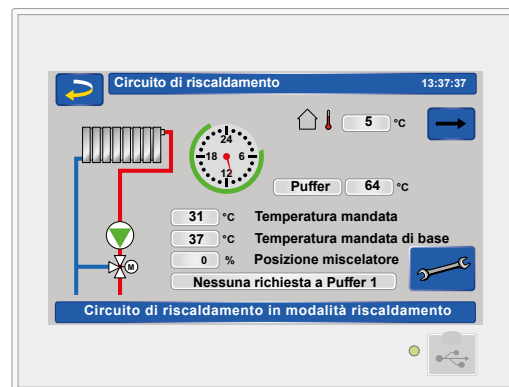 Circuito di riscaldamento 13:37:37
5 °C
24
18 6
12
Puffer 64 °C
31 °C Temperatura mandata
37 °C Temperatura mandata di base
0 % Posizione miscelatore
M
Nessuna richiesta a Puffer 1
Circuito di riscaldamento in modalità riscaldamento